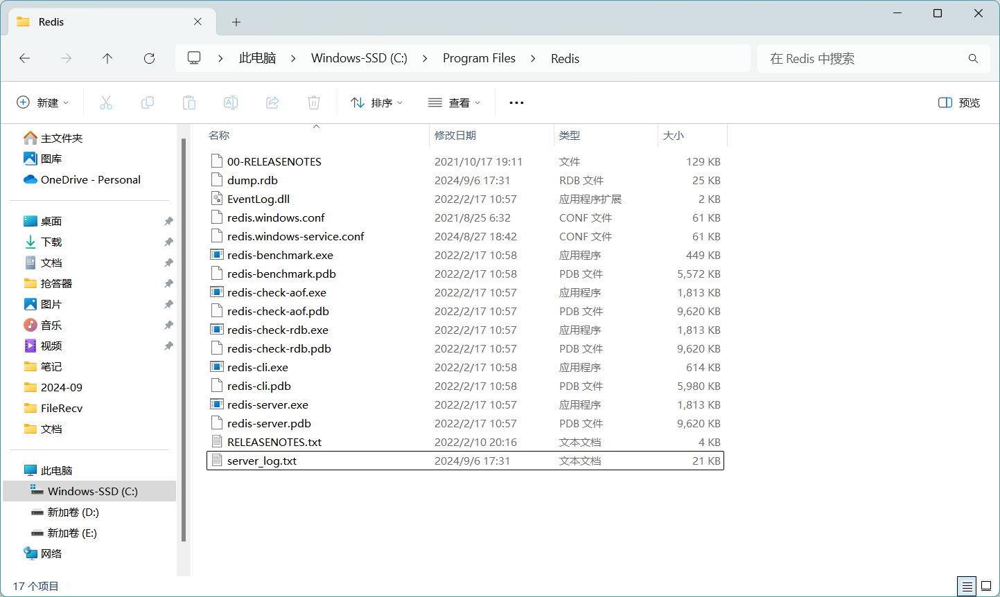 Redis
此电脑 Windows-SSD (C:) Program Files Redis
在 Redis 中搜索
新建 排序 查看 预览
主文件夹
图库
OneDrive - Personal
桌面
下载
文档
抢答器
图片
音乐
视频
笔记
2024-09
FileRecv
文档
此电脑
Windows-SSD (C:)
新加卷 (D:)
新加卷 (E:)
网络
名称 修改日期 类型 大小
00-RELEASENOTES 2021/10/17 19:11 文件 129 KB
dump.rdb 2024/9/6 17:31 RDB 文件 25 KB
EventLog.dll 2022/2/17 10:57 应用程序扩展 2 KB
redis.windows.conf 2021/8/25 6:32 CONF 文件 61 KB
redis.windows-service.conf 2024/8/27 18:42 CONF 文件 61 KB
redis-benchmark.exe 2022/2/17 10:58 应用程序 449 KB
redis-benchmark.pdb 2022/2/17 10:58 PDB 文件 5,572 KB
redis-check-aof.exe 2022/2/17 10:57 应用程序 1,813 KB
redis-check-aof.pdb 2022/2/17 10:57 PDB 文件 9,620 KB
redis-check-rdb.exe 2022/2/17 10:57 应用程序 1,813 KB
redis-check-rdb.pdb 2022/2/17 10:57 PDB 文件 9,620 KB
redis-cli.exe 2022/2/17 10:58 应用程序 614 KB
redis-cli.pdb 2022/2/17 10:58 PDB 文件 5,980 KB
redis-server.exe 2022/2/17 10:57 应用程序 1,813 KB
redis-server.pdb 2022/2/17 10:57 PDB 文件 9,620 KB
RELEASENOTES.txt 2022/2/10 20:16 文本文档 4 KB
server_log.txt 2024/9/6 17:31 文本文档 21 KB
17 个项目